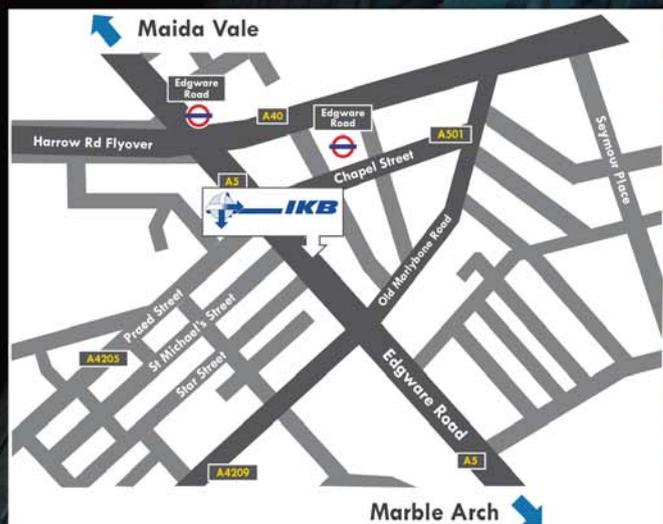 Maida Vale
Edgware
Road
Edgware
Road
A40
A501
Harrow Rd Flyover
Seymour Place
Chapel Street
A5
IKB
Old Marlybone Road
Praed Street
St Michael's Street
A4205
Star Street
Edgware Road
A5
A4209
Marble Arch